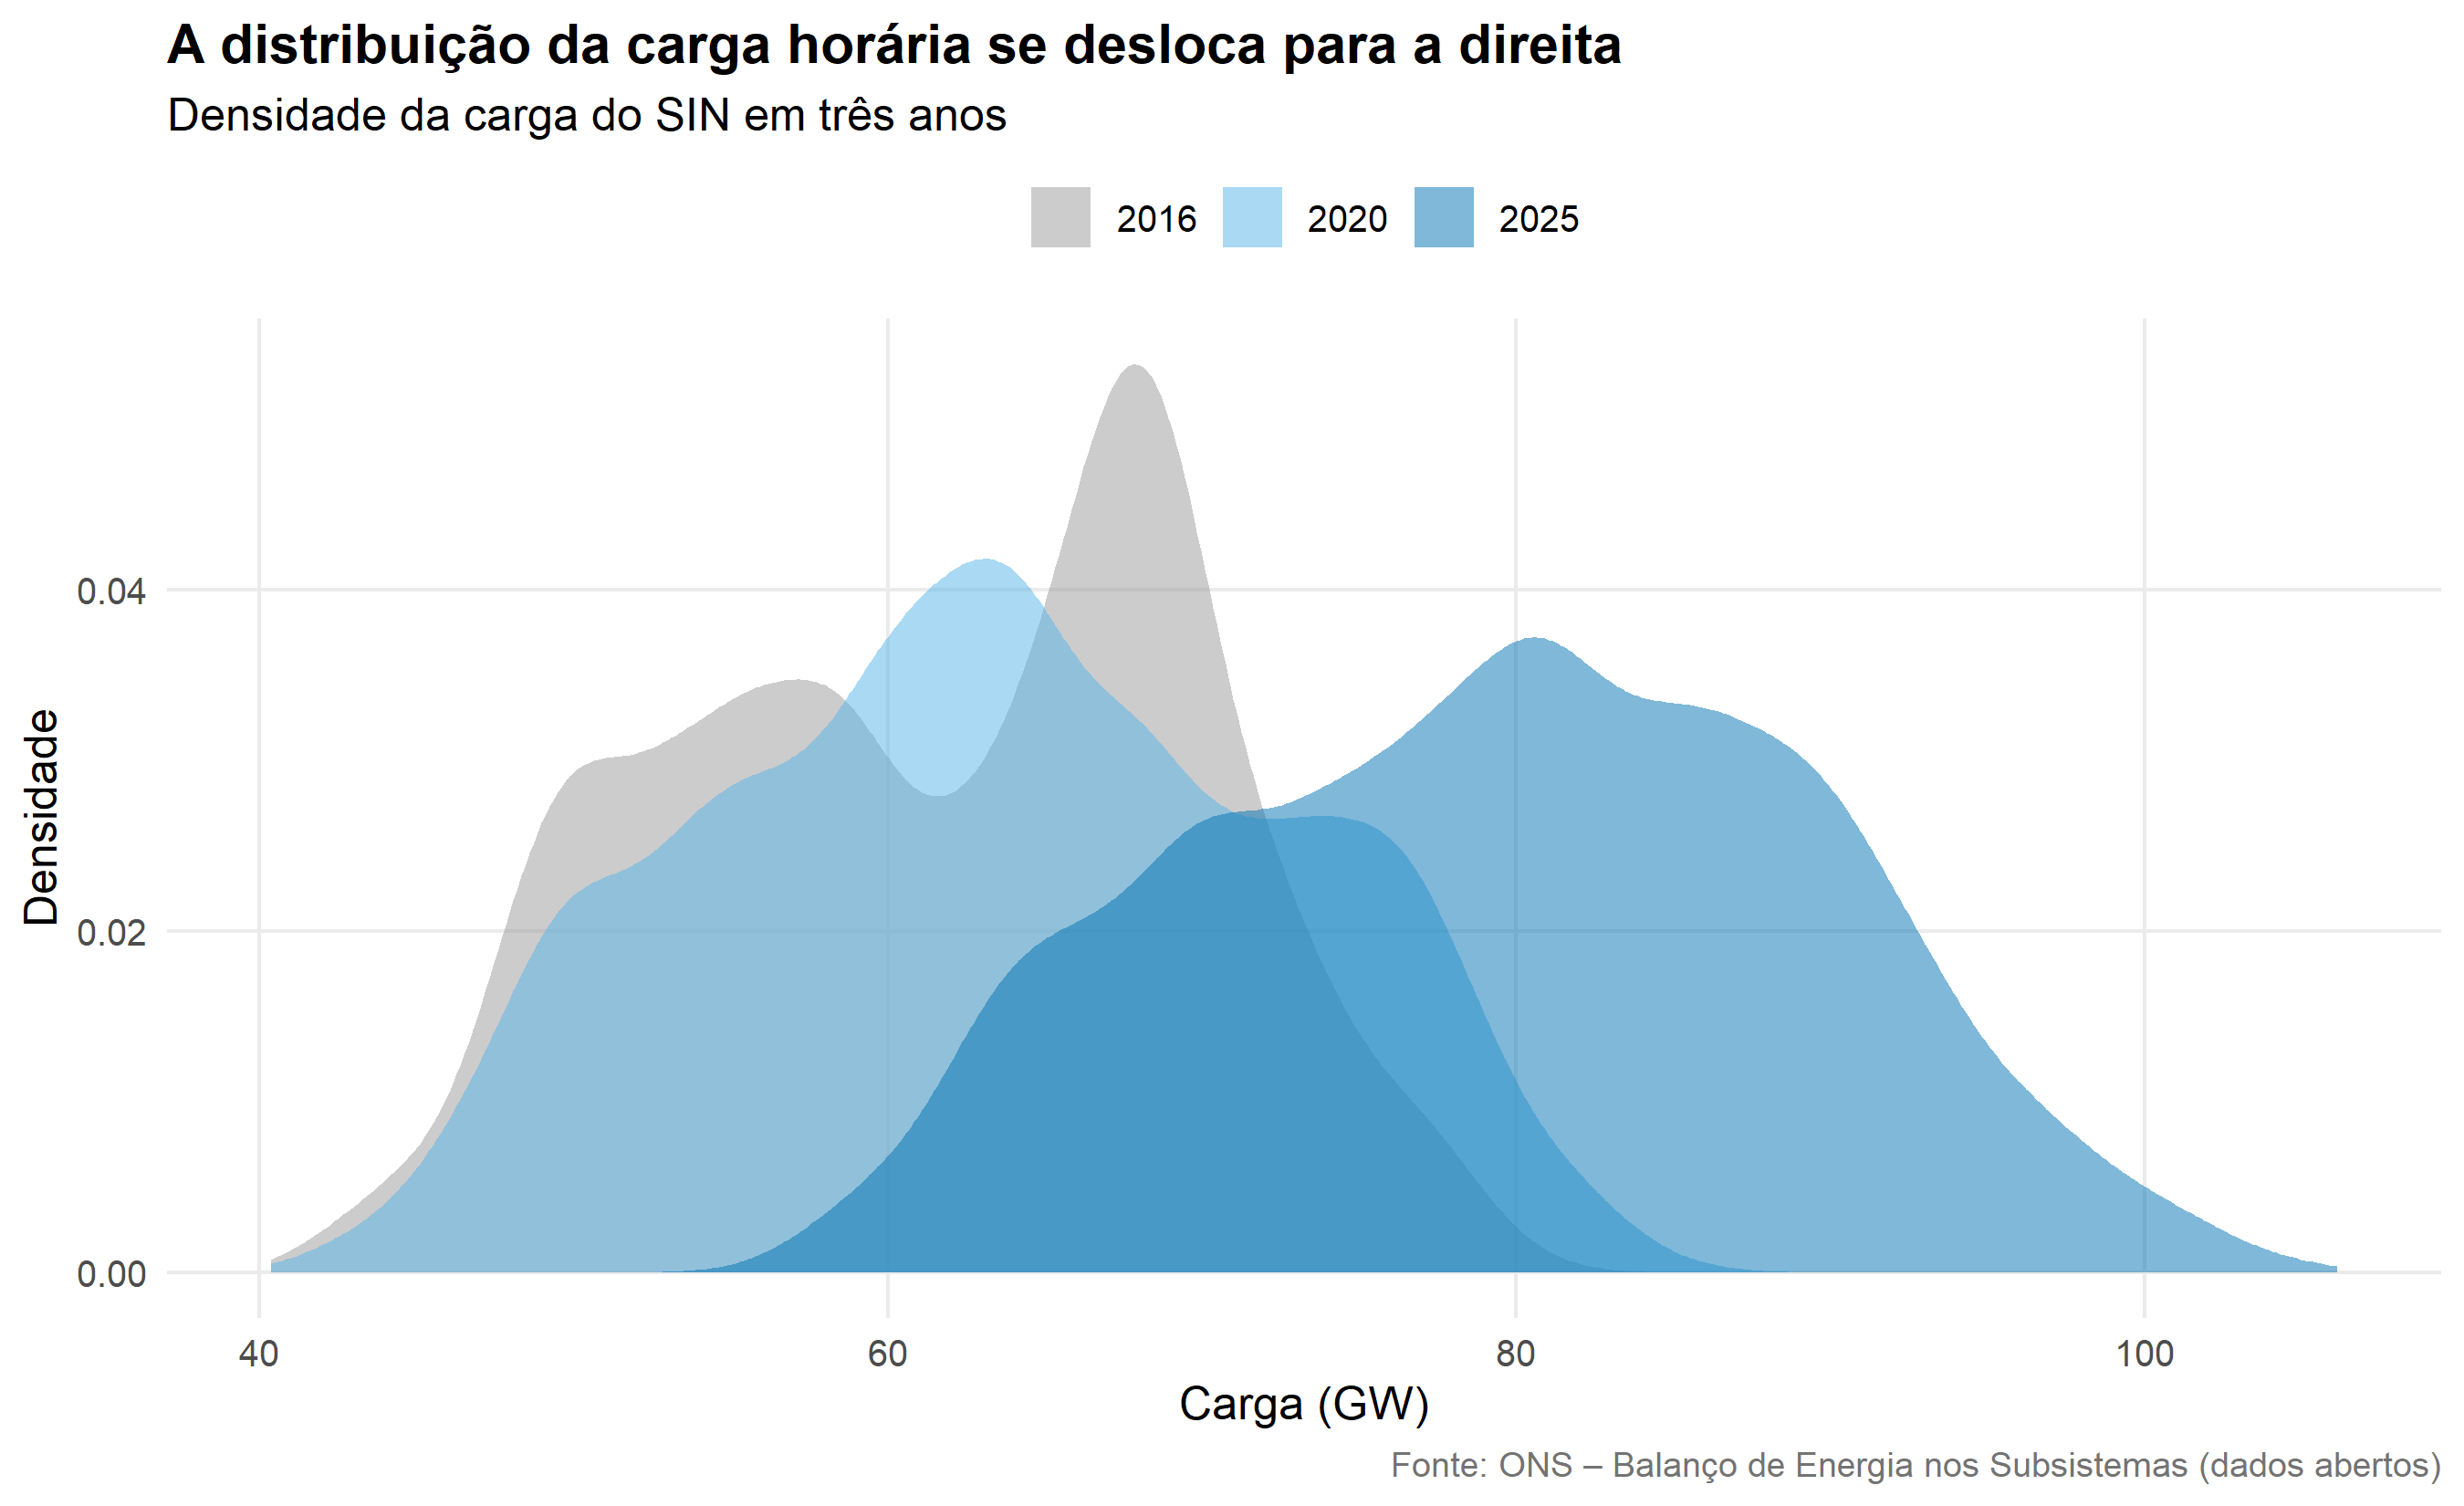 A distribuição da carga horária se desloca para a direita
Densidade da carga do SIN em três anos
2016 2020 2025
Densidade
0.04
0.02
0.00
40 60 80 100
Carga (GW)
Fonte: ONS – Balanço de Energia nos Subsistemas (dados abertos)